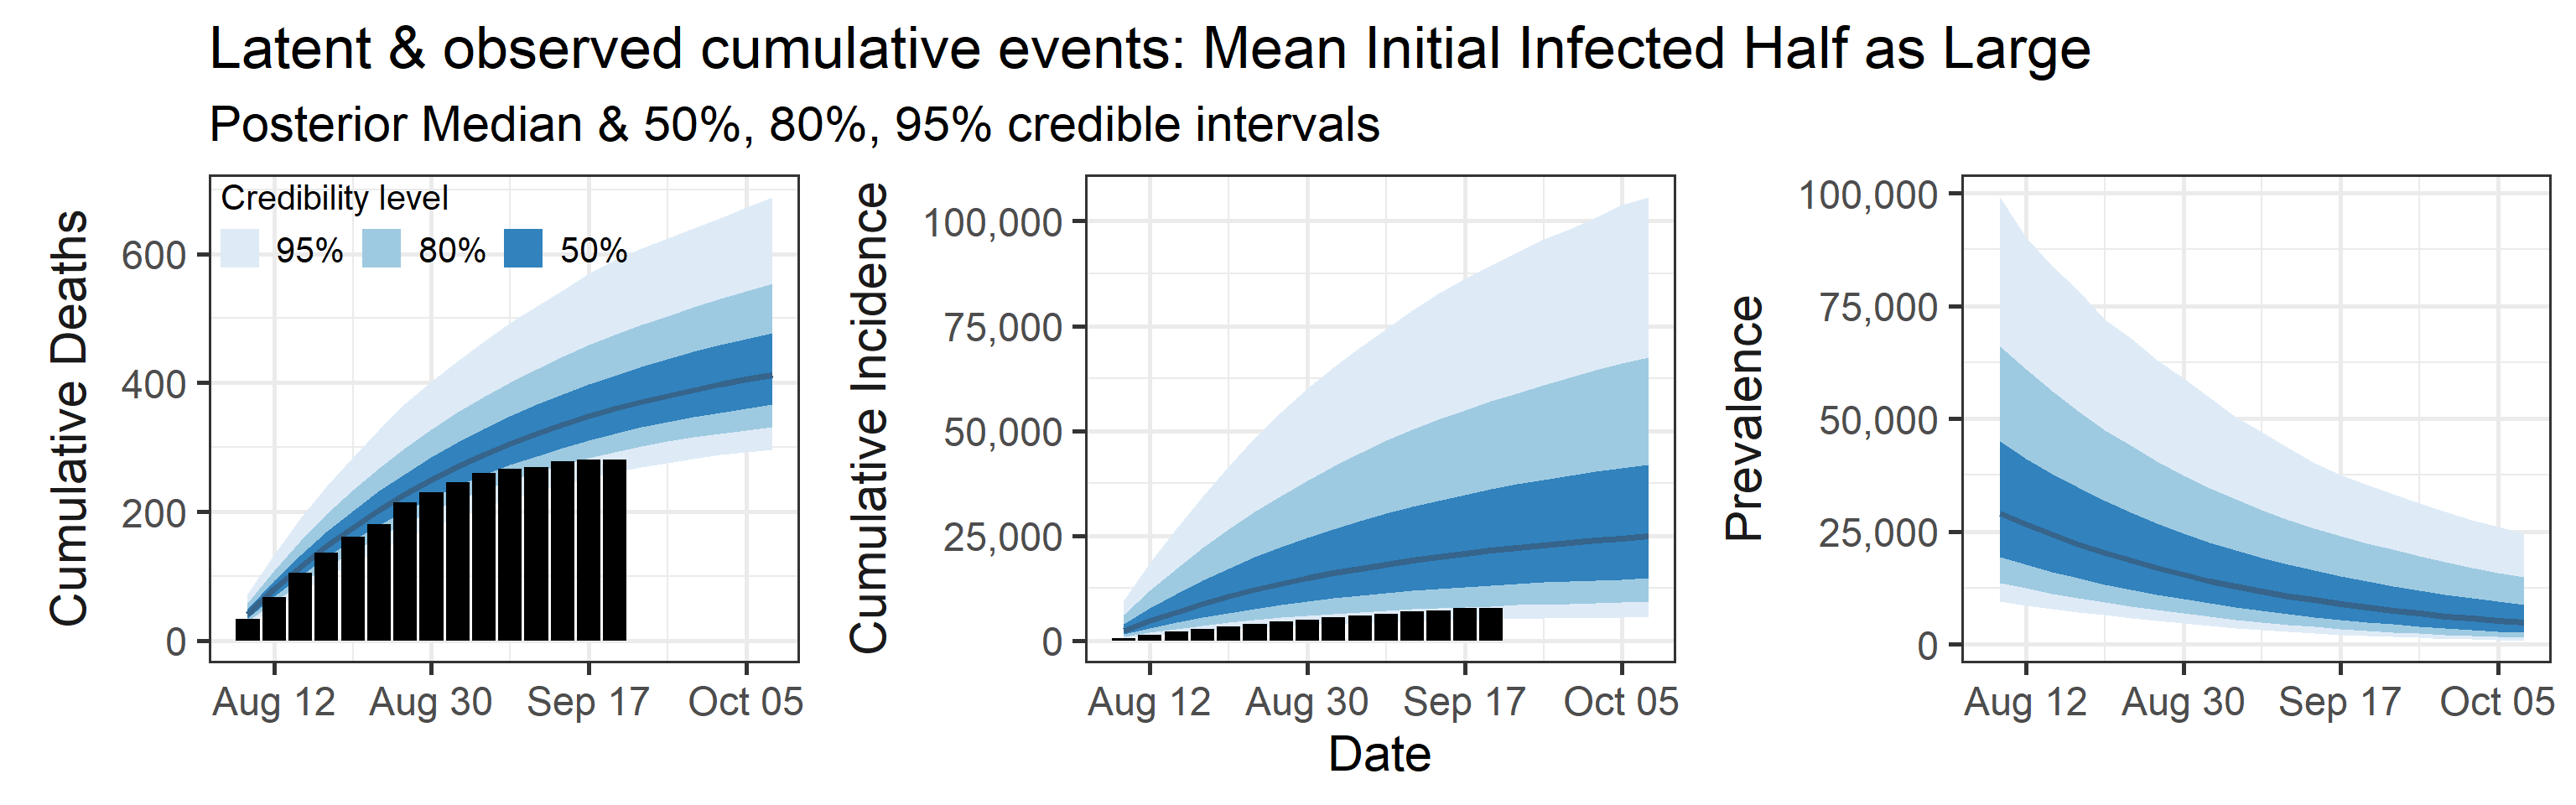 Latent & observed cumulative events: Mean Initial Infected Half as Large
Posterior Median & 50%, 80%, 95% credible intervals
Cumulative Deaths
600
400
200
0
Credibility level
95% 80% 50%
Aug 12 Aug 30 Sep 17 Oct 05
Cumulative Incidence
100,000
75,000
50,000
25,000
0
Aug 12 Aug 30 Sep 17 Oct 05
Prevalence
100,000
75,000
50,000
25,000
0
Aug 12 Aug 30 Sep 17 Oct 05
Date